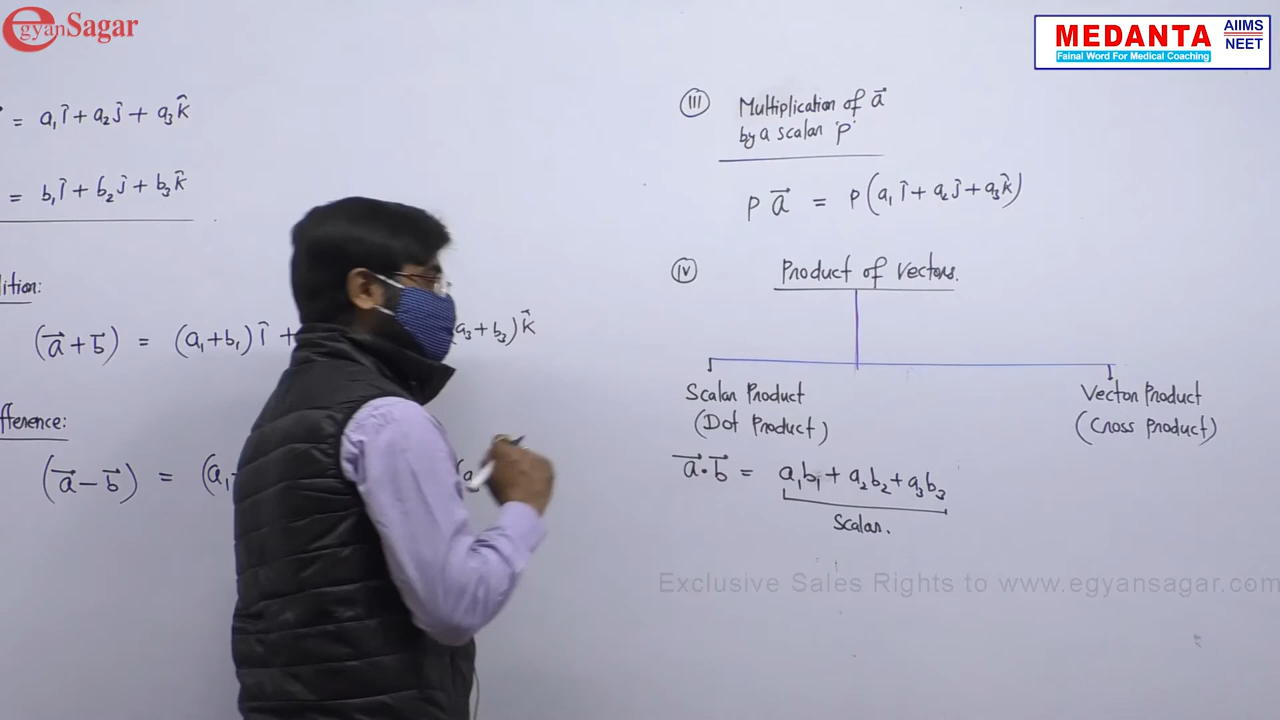 egyanSagar
MEDANTA
AIIMS
NEET
Fainal Word For Medical Coaching
= a₁î + a₂ĵ + a₃k̂
= b₁î + b₂ĵ + b₃k̂
dition:
(a⃗ + b⃗) = (a₁+b₁) î +
a₃ + b₃) k̂
fference:
(a⃗ − b⃗) = (a₁
(III) Multiplication of a⃗
by a scalar 'p'
p a⃗ = p(a₁î + a₂ĵ + a₃k̂)
(IV) Product of Vectors.
Scalar Product
(Dot Product)
Vector Product
(Cross Product)
a⃗·b⃗ = a₁b₁ + a₂b₂ + a₃b₃
Scalar.
Exclusive Sales Rights to www.egyansagar.com